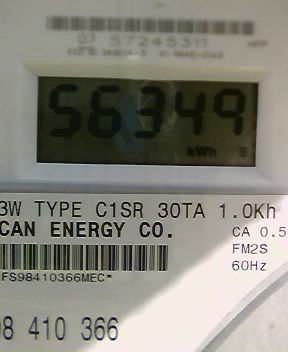 07 57245311
56349
kWh
3W TYPE C1SR 30TA 1.0Kh
CAN ENERGY CO.
CA 0.5
FM2S
60Hz
FS98410366MEC*
98 410 366